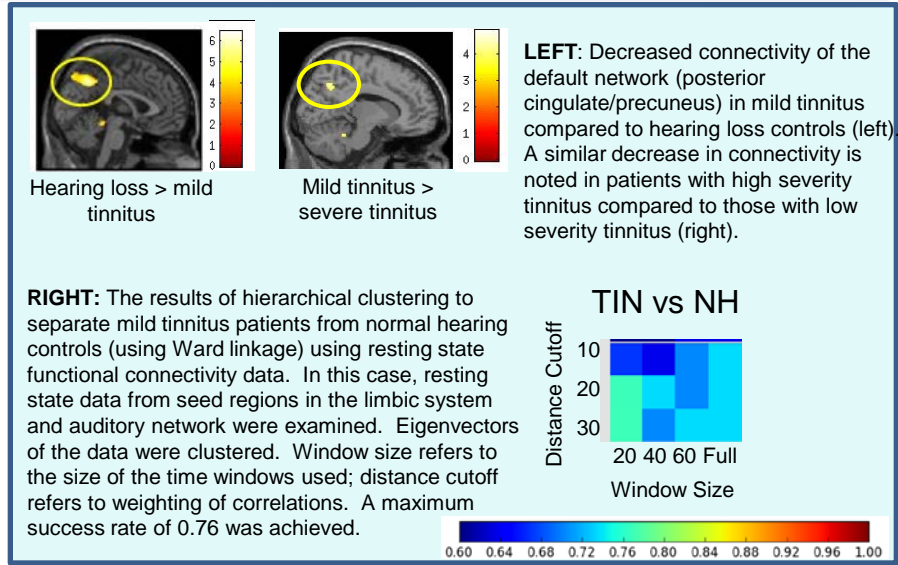 6
5
4
3
2
1
0
4
3
2
1
0
Hearing loss > mild
tinnitus
Mild tinnitus >
severe tinnitus
LEFT: Decreased connectivity of the
default network (posterior
cingulate/precuneus) in mild tinnitus
compared to hearing loss controls (left).
A similar decrease in connectivity is
noted in patients with high severity
tinnitus compared to those with low
severity tinnitus (right).
RIGHT: The results of hierarchical clustering to
separate mild tinnitus patients from normal hearing
controls (using Ward linkage) using resting state
functional connectivity data. In this case, resting
state data from seed regions in the limbic system
and auditory network were examined. Eigenvectors
of the data were clustered. Window size refers to
the size of the time windows used; distance cutoff
refers to weighting of correlations. A maximum
success rate of 0.76 was achieved.
TIN vs NH
Distance Cutoff
10
20
30
20 40 60 Full
Window Size
0.60 0.64 0.68 0.72 0.76 0.80 0.84 0.88 0.92 0.96 1.00